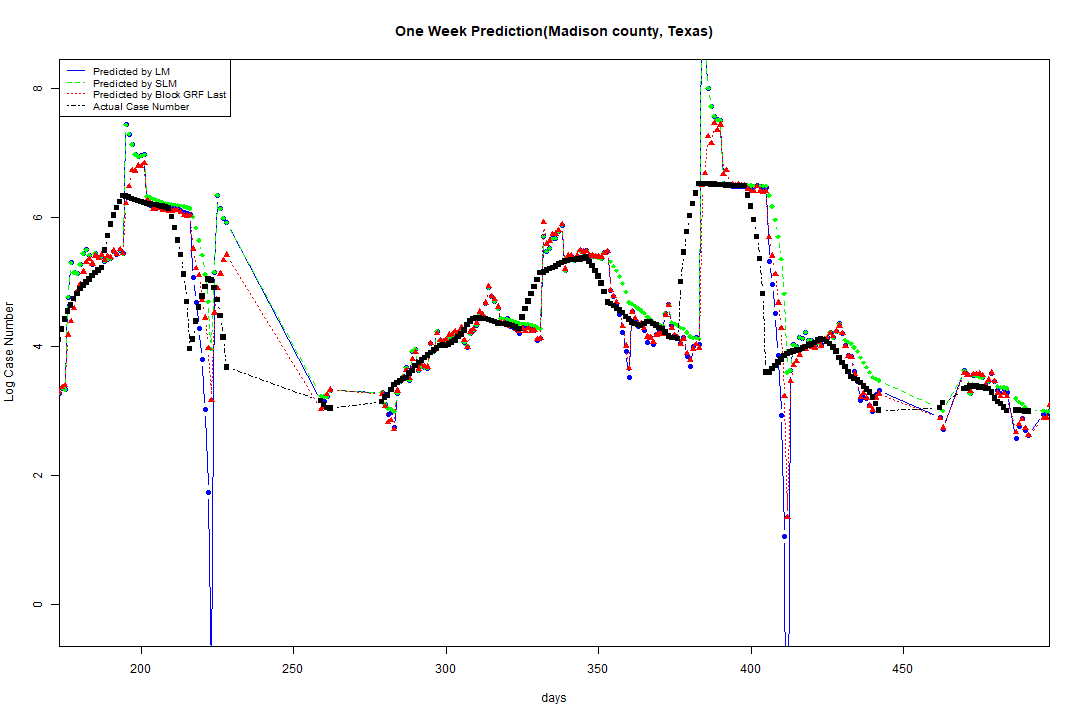 One Week Prediction(Madison county, Texas)
Predicted by LM
Predicted by SLM
Predicted by Block GRF Last
Actual Case Number
Log Case Number
8
6
4
2
0
200 250 300 350 400 450
days